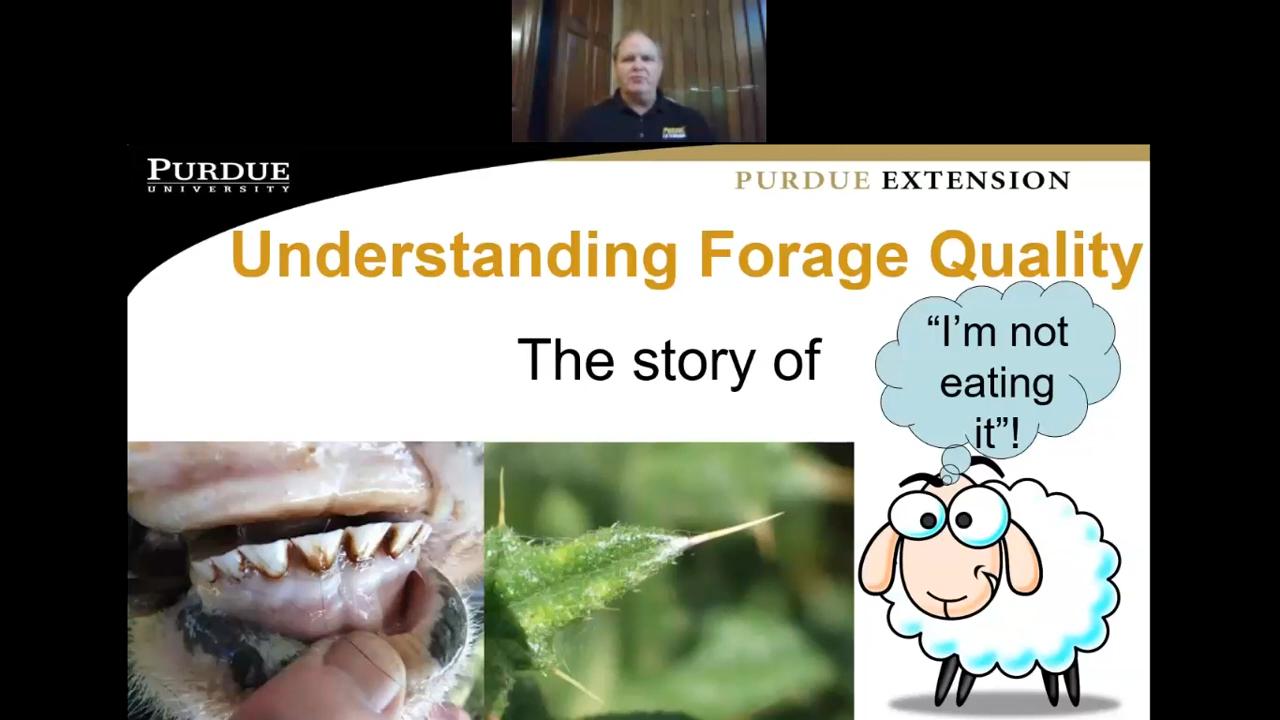 PURDUE
UNIVERSITY
PURDUE EXTENSION
Understanding Forage Quality
The story of
“I’m not
eating
it”!